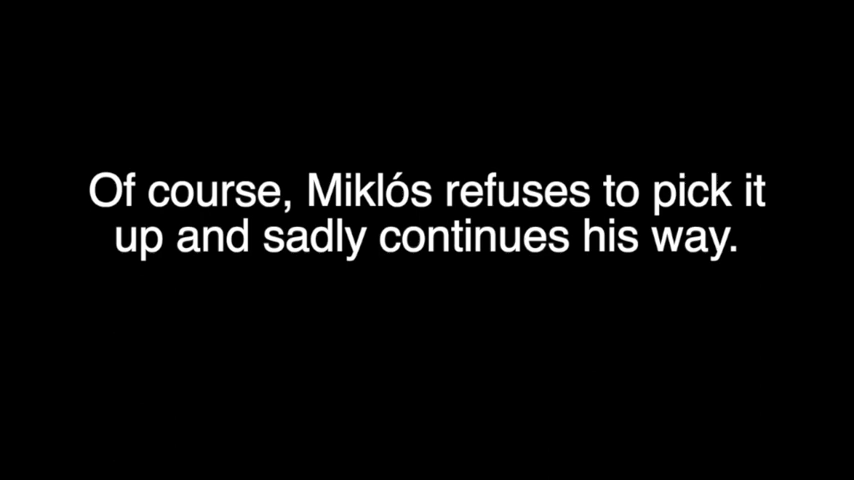 Of course, Miklós refuses to pick it
up and sadly continues his way.